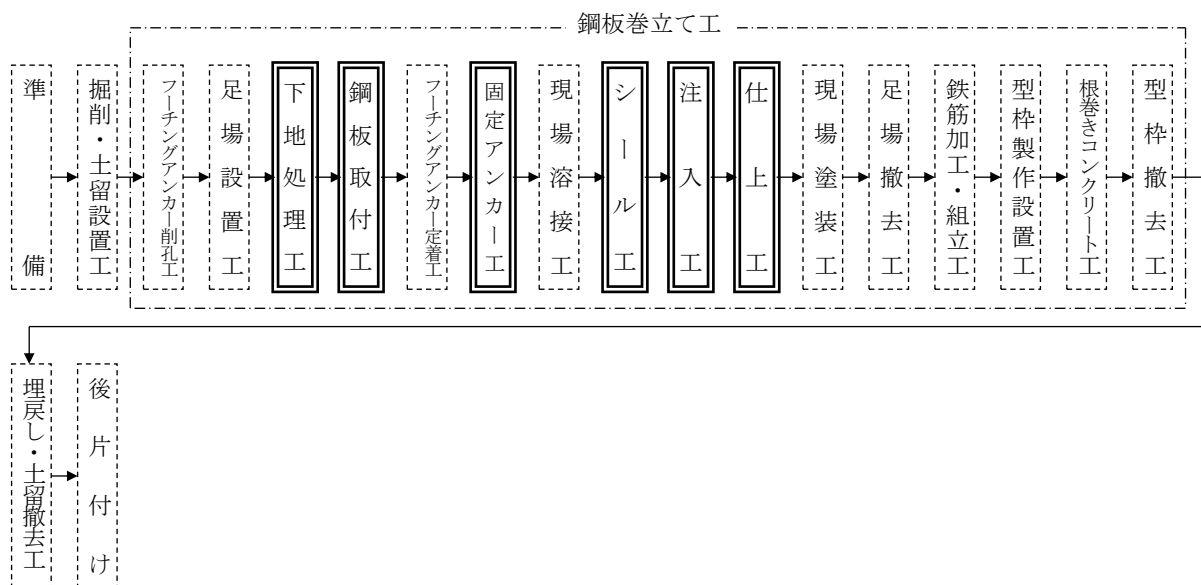 鋼板巻立て工
準備
掘削・土留設置工
フーチングアンカー削孔工
足場設置工
下地処理工
鋼板取付工
フーチングアンカー定着工
固定アンカー工
現場溶接工
シール工
注入工
仕上工
現場塗装工
足場撤去工
鉄筋加工・組立工
型枠製作設置工
根巻きコンクリート工
型枠撤去工
埋戻し・土留撤去工
後片付け